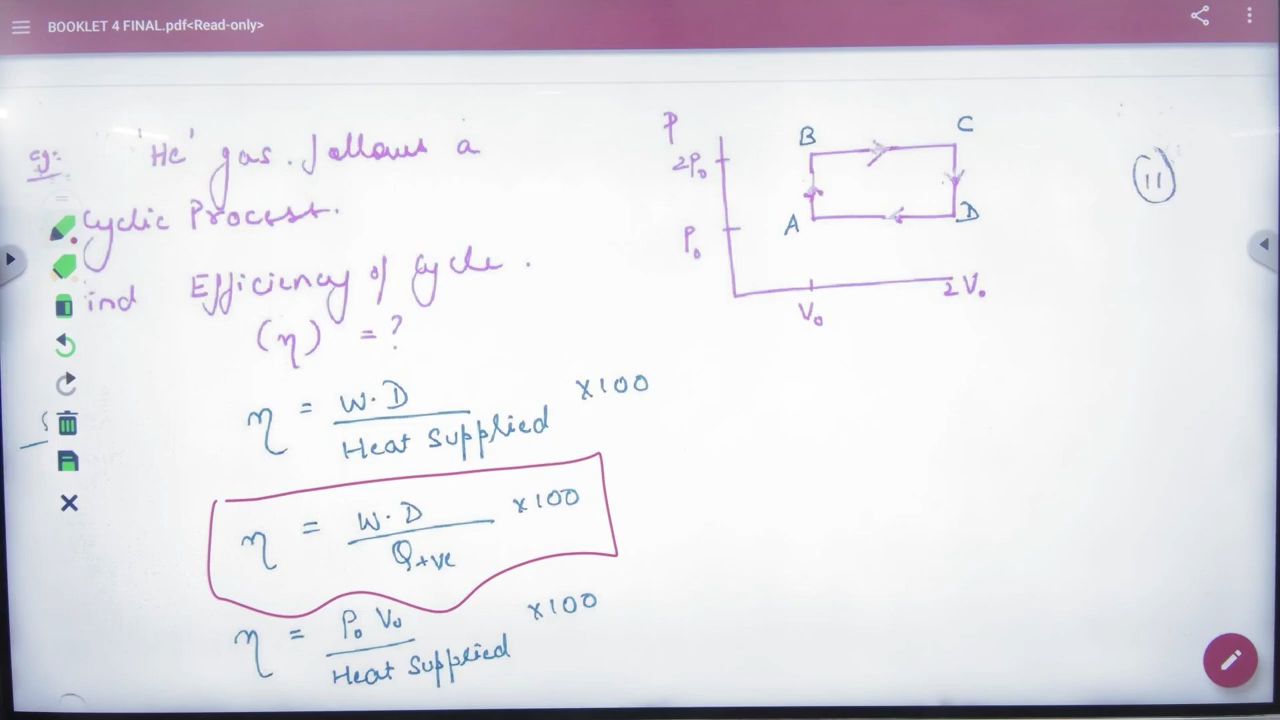 BOOKLET 4 FINAL.pdf<Read-only>
eg: 'He' gas. follows a
Cyclic Process.
ind Efficiency of Cycle.
(η) = ?
η = W.D / Heat Supplied ×100
η = W.D / Q+ve ×100
η = P₀ V₀ / Heat Supplied ×100
P
2P₀
P₀
B
C
A
D
V₀
2V₀
11